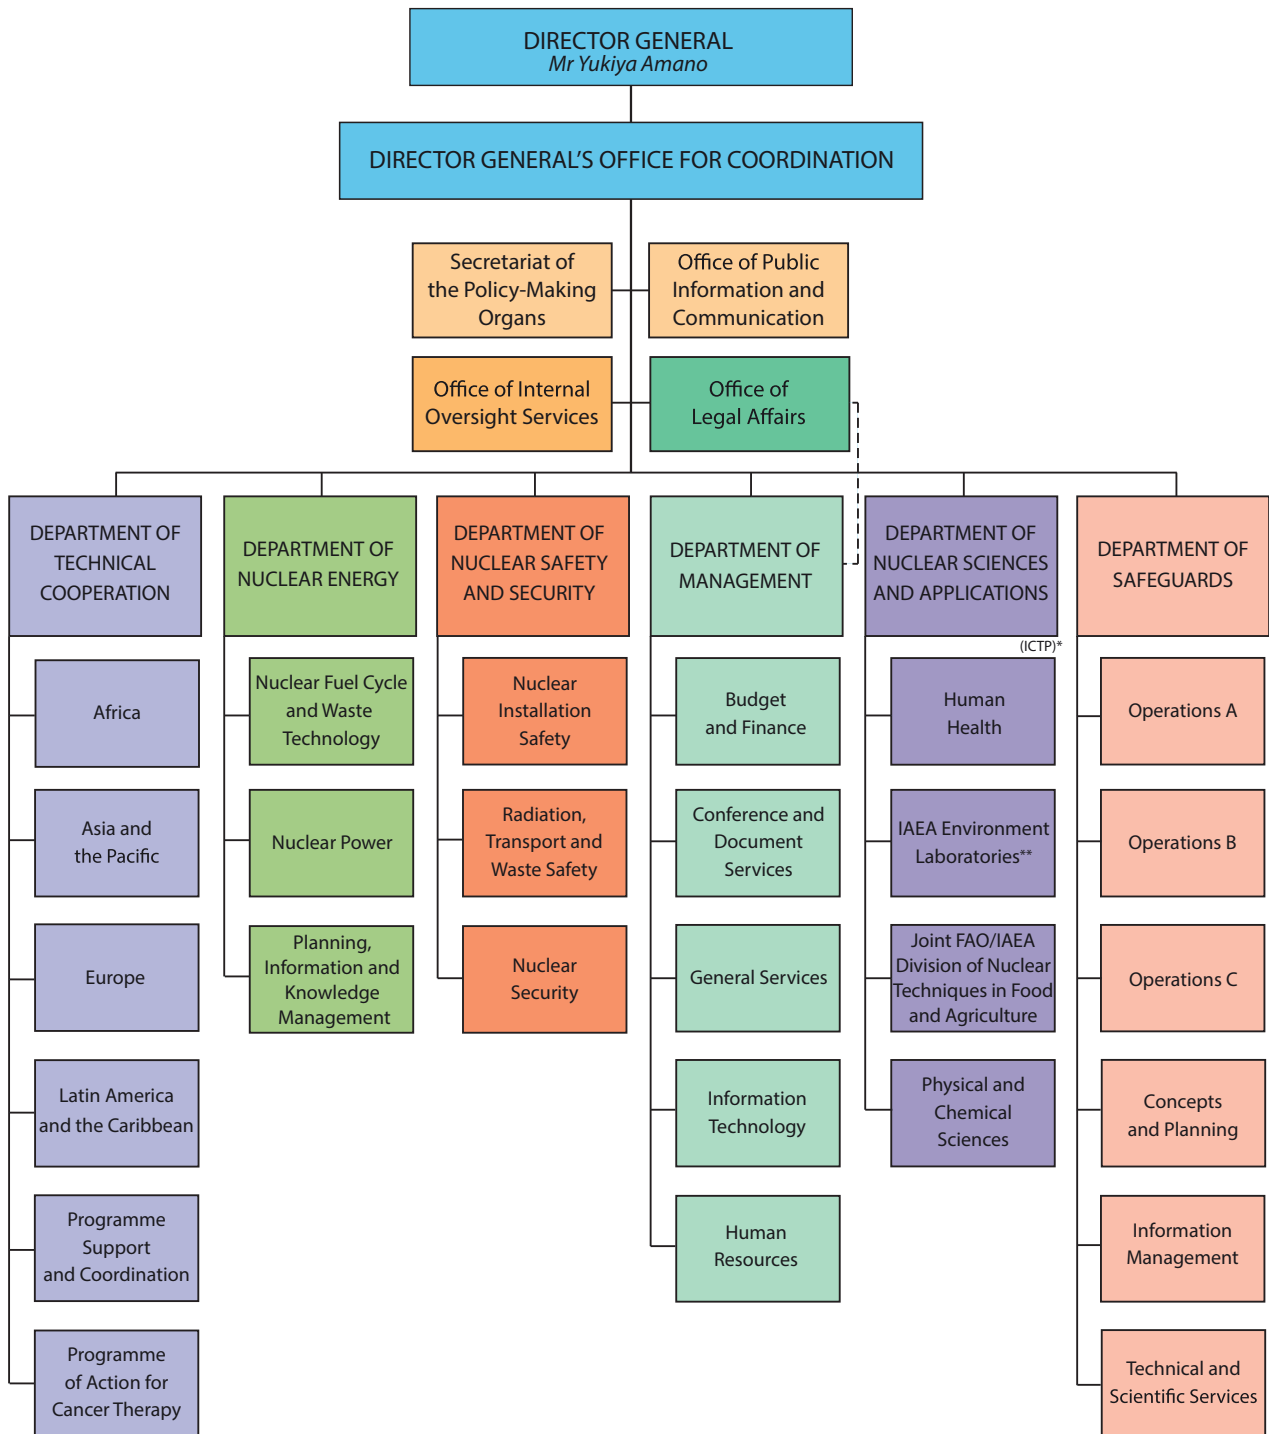 DIRECTOR GENERAL
Mr Yukiya Amano
DIRECTOR GENERAL’S OFFICE FOR COORDINATION
Secretariat of
the Policy-Making
Organs
Office of Public
Information and
Communication
Office of Internal
Oversight Services
Office of
Legal Affairs
DEPARTMENT OF
TECHNICAL
COOPERATION
DEPARTMENT OF
NUCLEAR ENERGY
DEPARTMENT OF
NUCLEAR SAFETY
AND SECURITY
DEPARTMENT OF
MANAGEMENT
DEPARTMENT OF
NUCLEAR SCIENCES
AND APPLICATIONS
(ICTP)*
DEPARTMENT OF
SAFEGUARDS
Africa
Asia and
the Pacific
Europe
Latin America
and the Caribbean
Programme
Support
and Coordination
Programme
of Action for
Cancer Therapy
Nuclear Fuel Cycle
and Waste
Technology
Nuclear Power
Planning,
Information and
Knowledge
Management
Nuclear
Installation
Safety
Radiation,
Transport and
Waste Safety
Nuclear
Security
Budget
and Finance
Conference and
Document
Services
General Services
Information
Technology
Human
Resources
Human
Health
IAEA Environment
Laboratories**
Joint FAO/IAEA
Division of Nuclear
Techniques in Food
and Agriculture
Physical and
Chemical
Sciences
Operations A
Operations B
Operations C
Concepts
and Planning
Information
Management
Technical and
Scientific Services